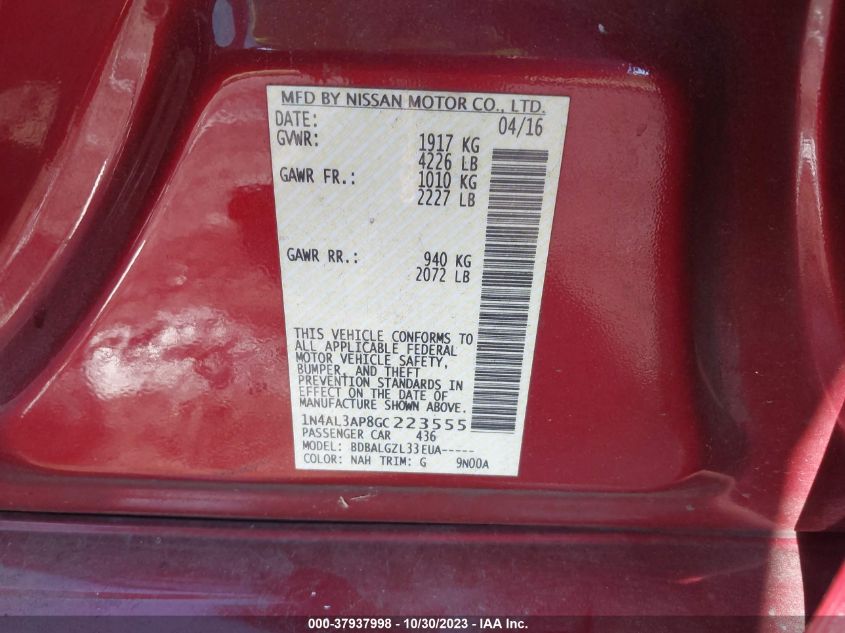 MFD BY NISSAN MOTOR CO., LTD.
DATE: 04/16
GVWR: 1917 KG
4226 LB
GAWR FR.: 1010 KG
2227 LB
GAWR RR.: 940 KG
2072 LB
THIS VEHICLE CONFORMS TO
ALL APPLICABLE FEDERAL
MOTOR VEHICLE SAFETY,
BUMPER, AND THEFT
PREVENTION STANDARDS IN
EFFECT ON THE DATE OF
MANUFACTURE SHOWN ABOVE.
1N4AL3AP8GC223555
PASSENGER CAR 436
MODEL: BDBALGZL33EUA-----
COLOR: NAH TRIM: G 9N00A
000-37937998 - 10/30/2023 - © IAA Inc.